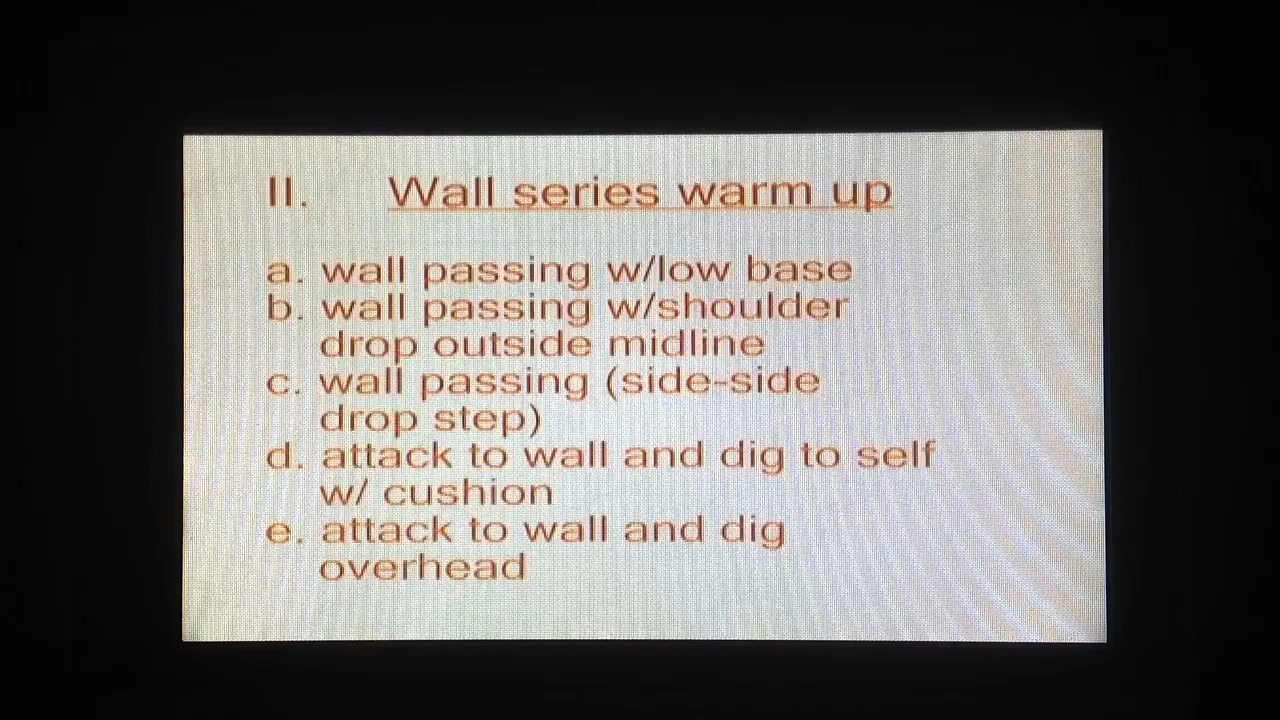 II. Wall series warm up
a. wall passing w/low base
b. wall passing w/shoulder
drop outside midline
c. wall passing (side-side
drop step)
d. attack to wall and dig to self
w/ cushion
e. attack to wall and dig
overhead